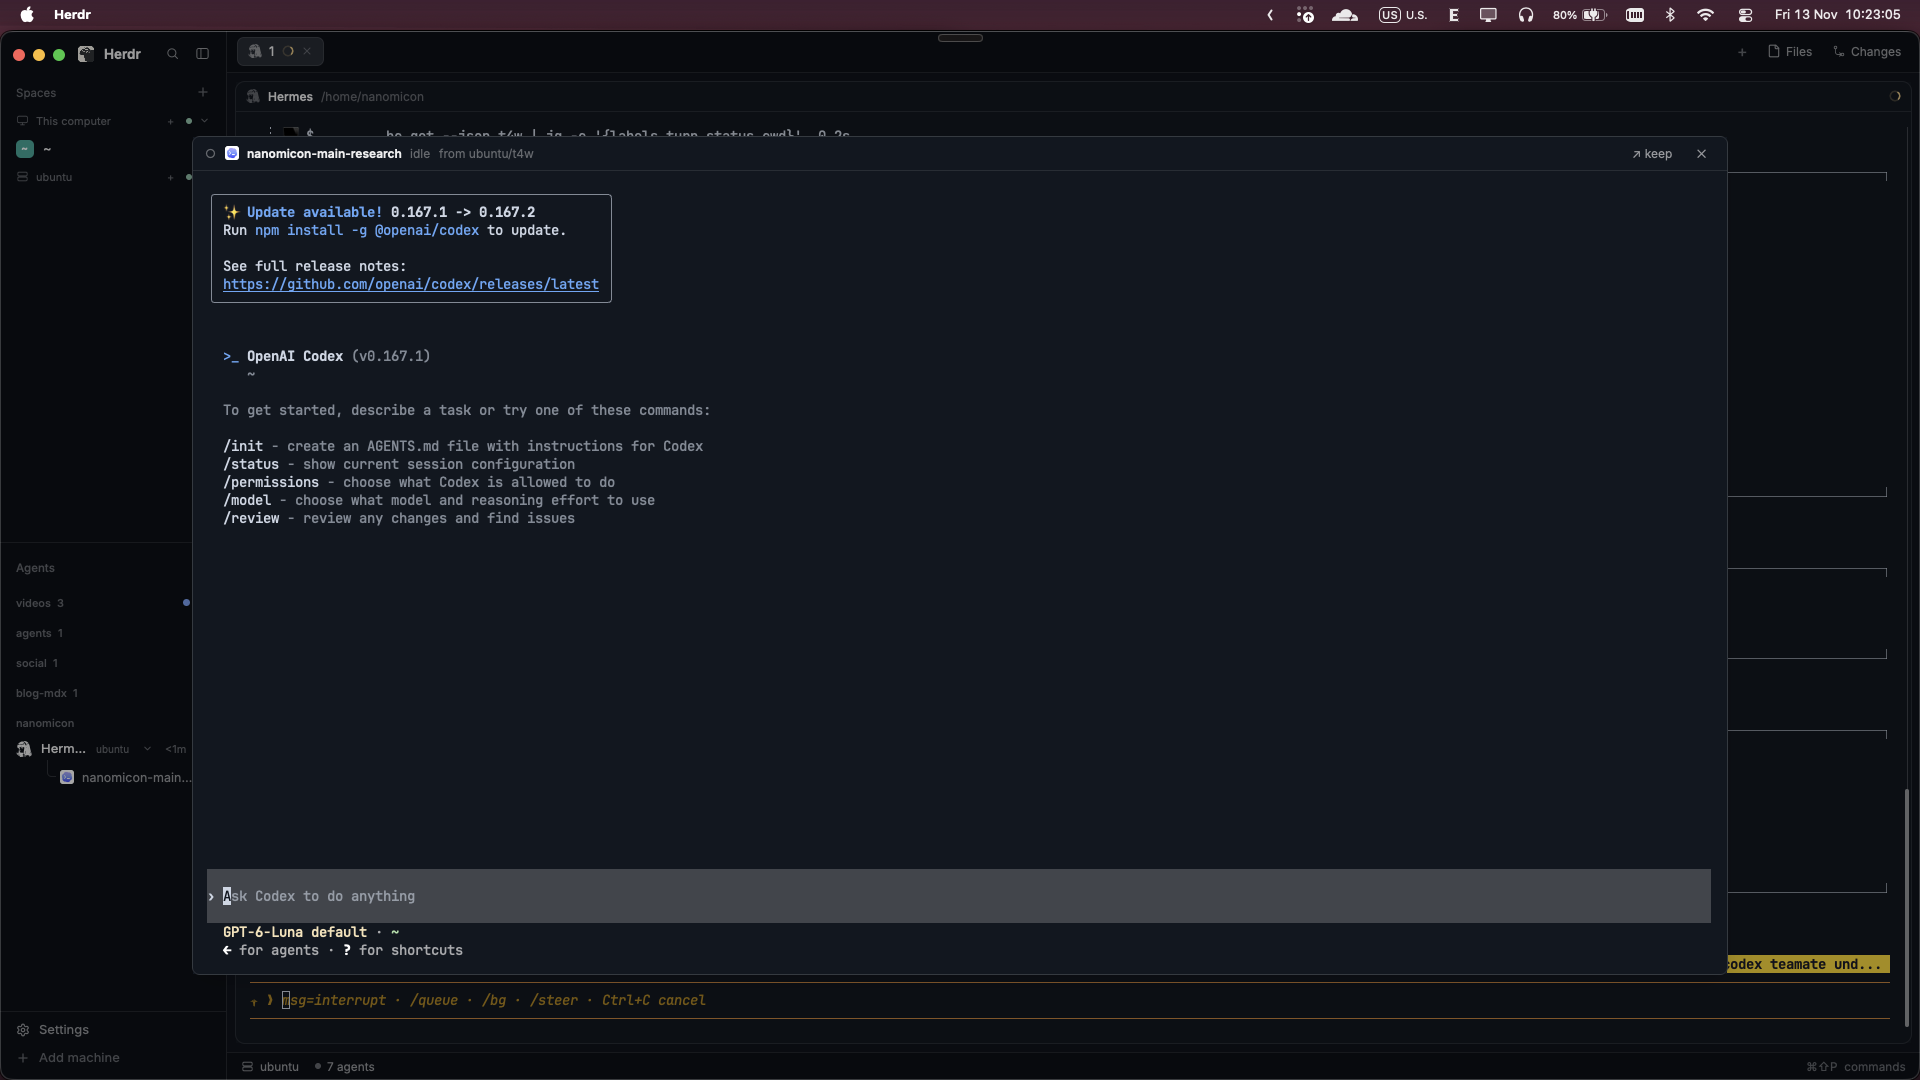 Herdr
US U.S.
E
80%
Fri 13 Nov 10:23:05
Herdr
1
Files
Changes
Spaces
This computer
~ ~
ubuntu
Hermes /home/nanomicon
nanomicon-main-research idle from ubuntu/t4w
↗ keep
✨ Update available! 0.167.1 -> 0.167.2
Run npm install -g @openai/codex to update.
See full release notes:
https://github.com/openai/codex/releases/latest
>_ OpenAI Codex (v0.167.1)
~
To get started, describe a task or try one of these commands:
/init - create an AGENTS.md file with instructions for Codex
/status - show current session configuration
/permissions - choose what Codex is allowed to do
/model - choose what model and reasoning effort to use
/review - review any changes and find issues
› Ask Codex to do anything
GPT-6-Luna default · ~
← for agents · ? for shortcuts
Agents
videos 3
agents 1
social 1
blog-mdx 1
nanomicon
Herm... ubuntu <1m
nanomicon-main...
codex teamate und...
❯ msg=interrupt · /queue · /bg · /steer · Ctrl+C cancel
Settings
+ Add machine
ubuntu • 7 agents
⌘⇧P commands